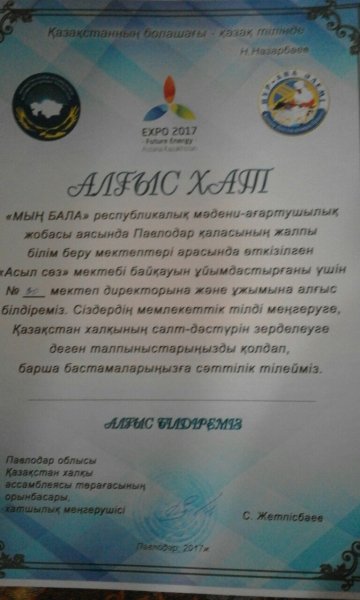 Қазақстанның болашағы - қазақ тілінде
Н.Назарбаев
EXPO 2017
Future Energy
Astana Kazakhstan
АЛҒЫС ХАТ
«МЫҢ БАЛА» республикалық мәдени-ағартушылық
жобасы аясында Павлодар қаласының жалпы
білім беру мектептері арасында өткізілген
«Асыл сөз» мектебі байқауын ұйымдастырғаны үшін
№ мектеп директорына және ұжымына алғыс
білдіреміз. Сіздердің мемлекеттік тілді меңгеруге,
Қазақстан халқының салт-дәстүрін зерделеуге
деген талпыныстарыңызды қолдап,
барша бастамаларыңызға сәттілік тілейміз.
АЛҒЫС БІЛДІРЕМІЗ
Павлодар облысы
Қазақстан халқы
ассамблеясы төрағасының
орынбасары,
хатшылық меңгерушісі
С. Жетпісбаев
Павлодар, 2017ж